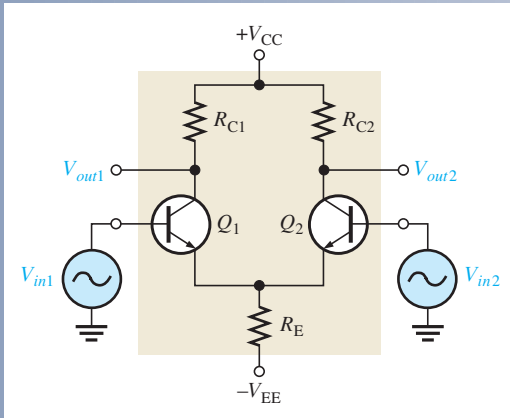 +VCC
RC1
RC2
Vout1
Vout2
Q1
Q2
Vin1
Vin2
RE
−VEE